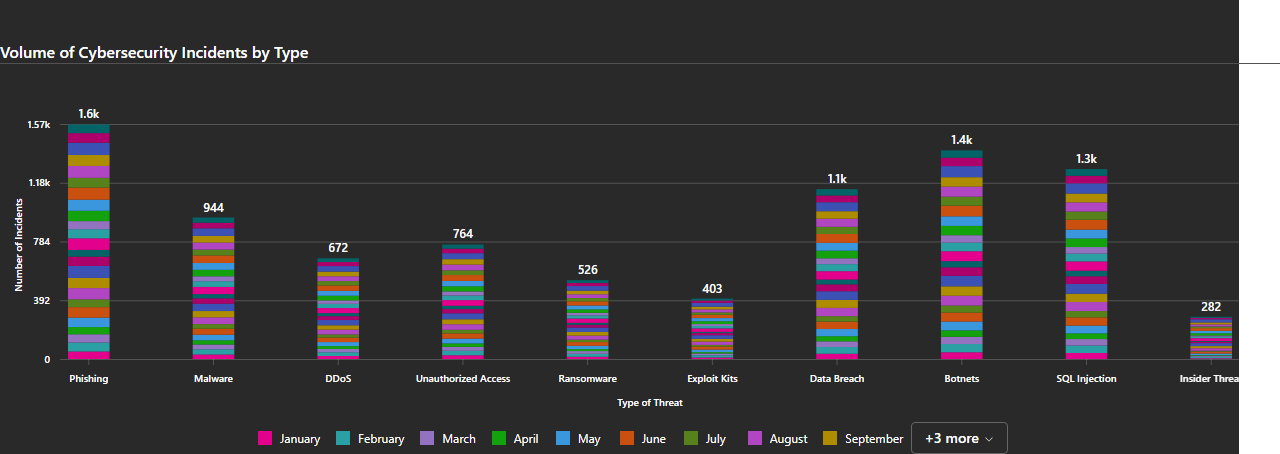 Volume of Cybersecurity Incidents by Type
1.6k
1.57k
1.4k
1.3k
1.18k
1.1k
944
764
784
672
526
403
392
282
0
Number of Incidents
Phishing Malware DDoS Unauthorized Access Ransomware Exploit Kits Data Breach Botnets SQL Injection Insider Threa
Type of Threat
January February March April May June July August September +3 more